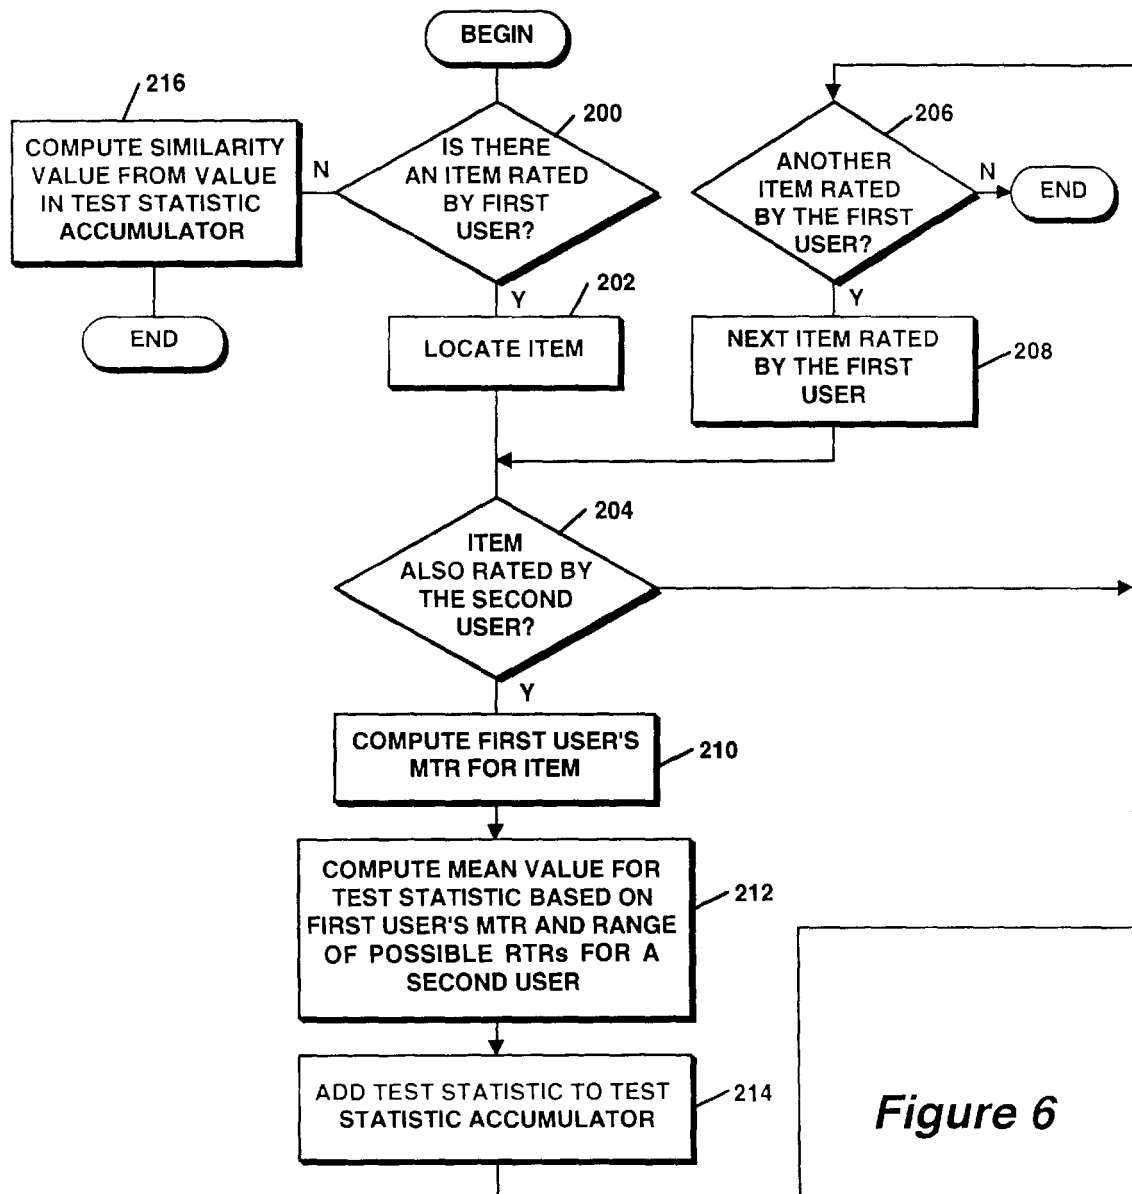 BEGIN
216
COMPUTE SIMILARITY
VALUE FROM VALUE
IN TEST STATISTIC
ACCUMULATOR
N
200
IS THERE
AN ITEM RATED
BY FIRST
USER?
206
ANOTHER
ITEM RATED
BY THE FIRST
USER?
N
END
Y
202
Y
END
LOCATE ITEM
NEXT ITEM RATED
BY THE FIRST
USER
208
204
ITEM
ALSO RATED BY
THE SECOND
USER?
Y
COMPUTE FIRST USER'S
MTR FOR ITEM
210
COMPUTE MEAN VALUE FOR
TEST STATISTIC BASED ON
FIRST USER'S MTR AND RANGE
OF POSSIBLE RTRs FOR A
SECOND USER
212
ADD TEST STATISTIC TO TEST
STATISTIC ACCUMULATOR
214
Figure 6